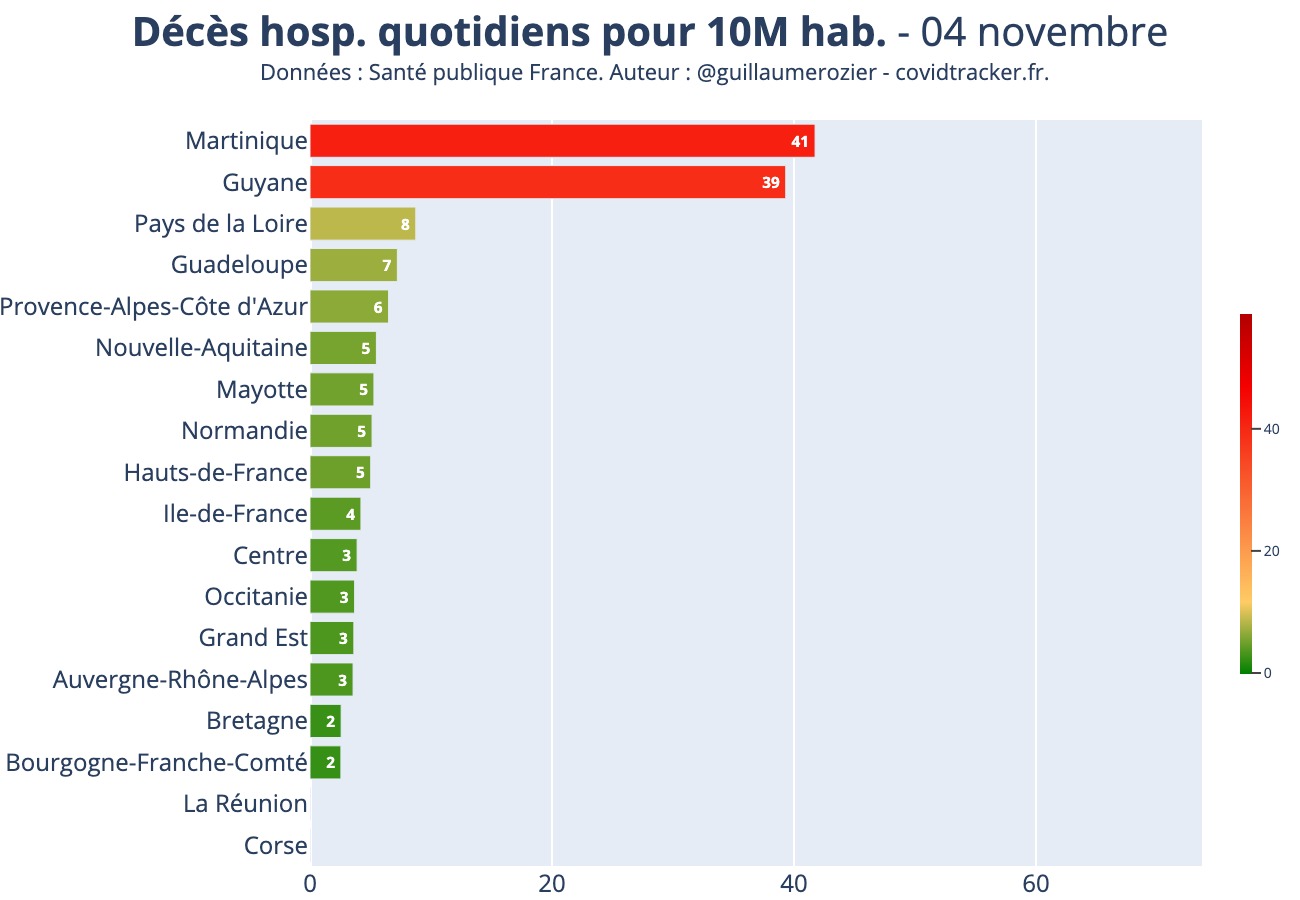 Décès hosp. quotidiens pour 10M hab. - 04 novembre
Données : Santé publique France. Auteur : @guillaumerozier - covidtracker.fr.
Martinique 41
Guyane 39
Pays de la Loire 8
Guadeloupe 7
Provence-Alpes-Côte d'Azur 6
Nouvelle-Aquitaine 5
Mayotte 5
Normandie 5
Hauts-de-France 5
Ile-de-France 4
Centre 3
Occitanie 3
Grand Est 3
Auvergne-Rhône-Alpes 3
Bretagne 2
Bourgogne-Franche-Comté 2
La Réunion
Corse
0 20 40 60
40
20
0